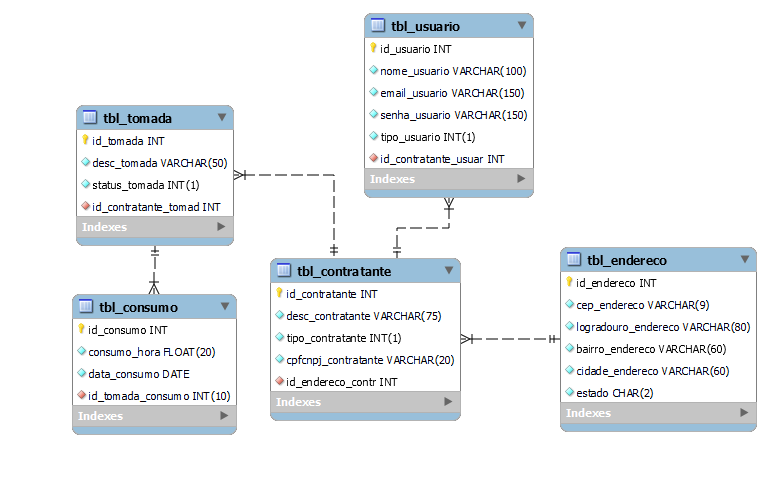 tbl_usuario
id_usuario INT
nome_usuario VARCHAR(100)
email_usuario VARCHAR(150)
senha_usuario VARCHAR(150)
tipo_usuario INT(1)
id_contratante_usuar INT
Indexes
tbl_tomada
id_tomada INT
desc_tomada VARCHAR(50)
status_tomada INT(1)
id_contratante_tomad INT
Indexes
tbl_contratante
id_contratante INT
desc_contratante VARCHAR(75)
tipo_contratante INT(1)
cpfcnpj_contratante VARCHAR(20)
id_endereco_contr INT
Indexes
tbl_endereco
id_endereco INT
cep_endereco VARCHAR(9)
logradouro_endereco VARCHAR(80)
bairro_endereco VARCHAR(60)
cidade_endereco VARCHAR(60)
estado CHAR(2)
Indexes
tbl_consumo
id_consumo INT
consumo_hora FLOAT(20)
data_consumo DATE
id_tomada_consumo INT(10)
Indexes